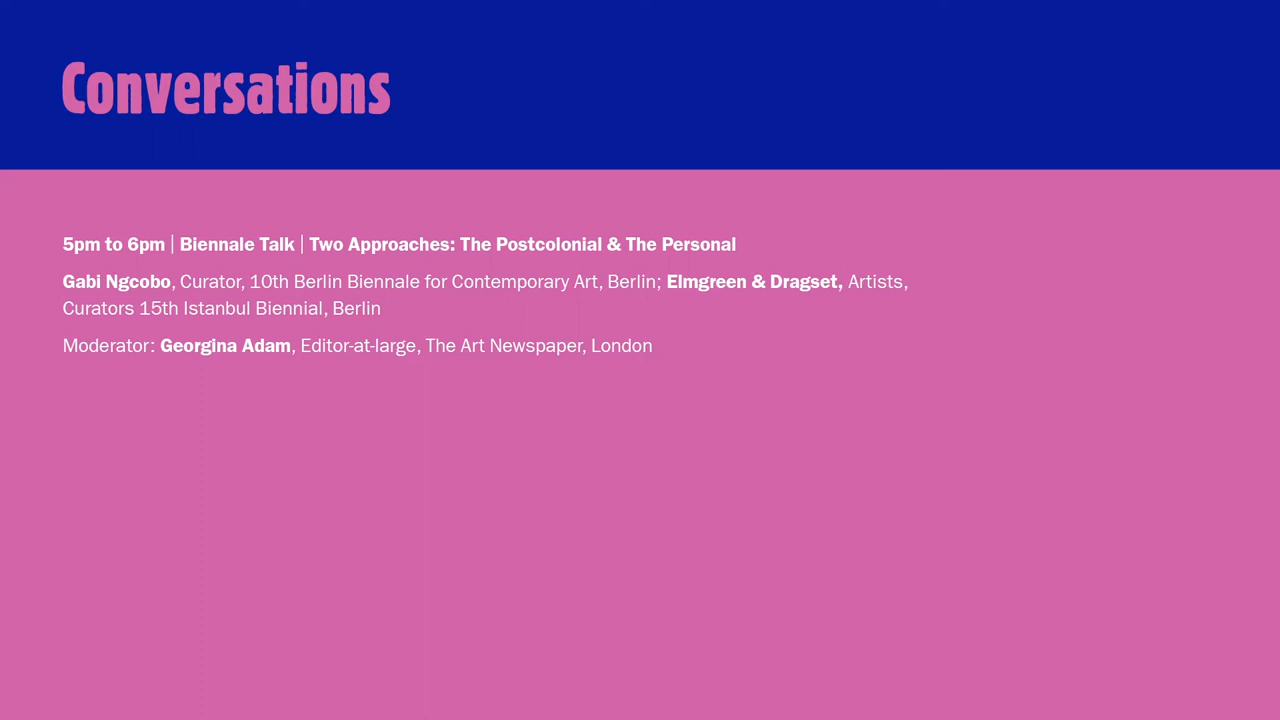 Conversations
5pm to 6pm | Biennale Talk | Two Approaches: The Postcolonial & The Personal
Gabi Ngcobo, Curator, 10th Berlin Biennale for Contemporary Art, Berlin; Elmgreen & Dragset, Artists,
Curators 15th Istanbul Biennial, Berlin
Moderator: Georgina Adam, Editor-at-large, The Art Newspaper, London